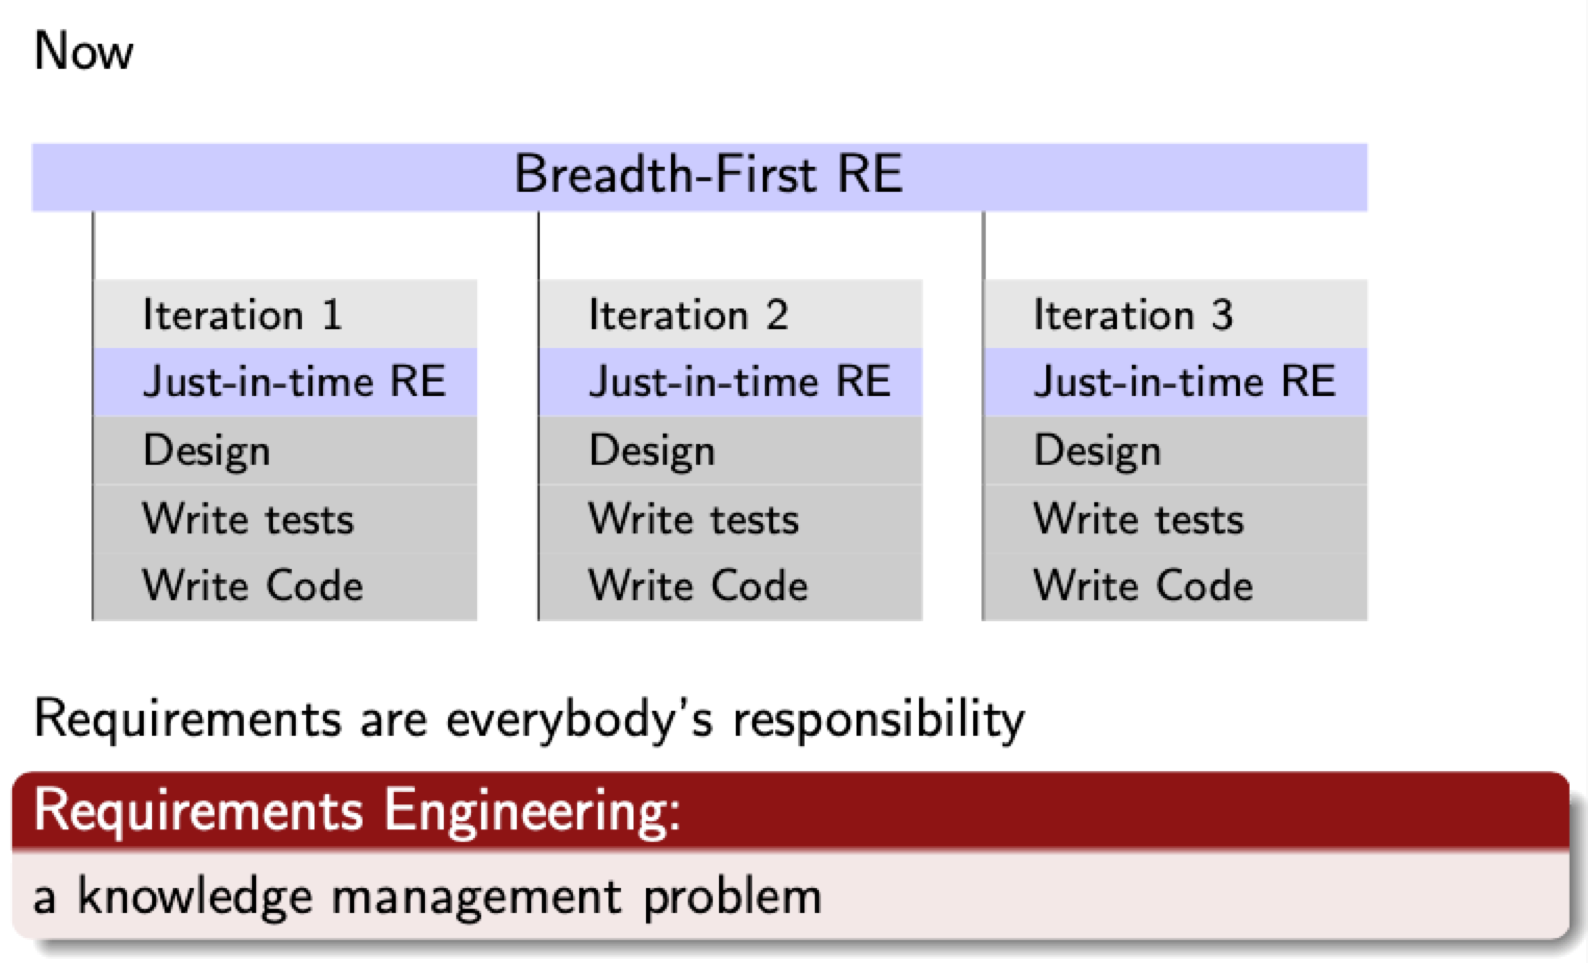 Now
Breadth-First RE
Iteration 1
Just-in-time RE
Design
Write tests
Write Code
Iteration 2
Just-in-time RE
Design
Write tests
Write Code
Iteration 3
Just-in-time RE
Design
Write tests
Write Code
Requirements are everybody's responsibility
Requirements Engineering:
a knowledge management problem